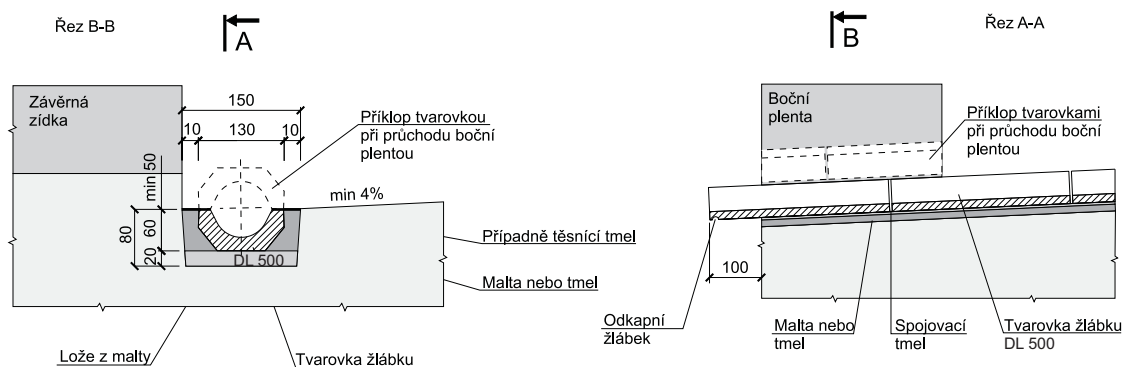 Řez B-B
A
B
Řez A-A
Závěrná
zídka
150
10
130
10
Příklop tvarovkou
při průchodu boční
plentou
min 50
min 4%
80
60
20
DL 500
Případně těsnící tmel
Malta nebo tmel
Lože z malty
Tvarovka žlábku
Boční
plenta
Příklop tvarovkami
při průchodu boční
plentou
100
Odkapní
žlábek
Malta nebo
tmel
Spojovací
tmel
Tvarovka žlábku
DL 500